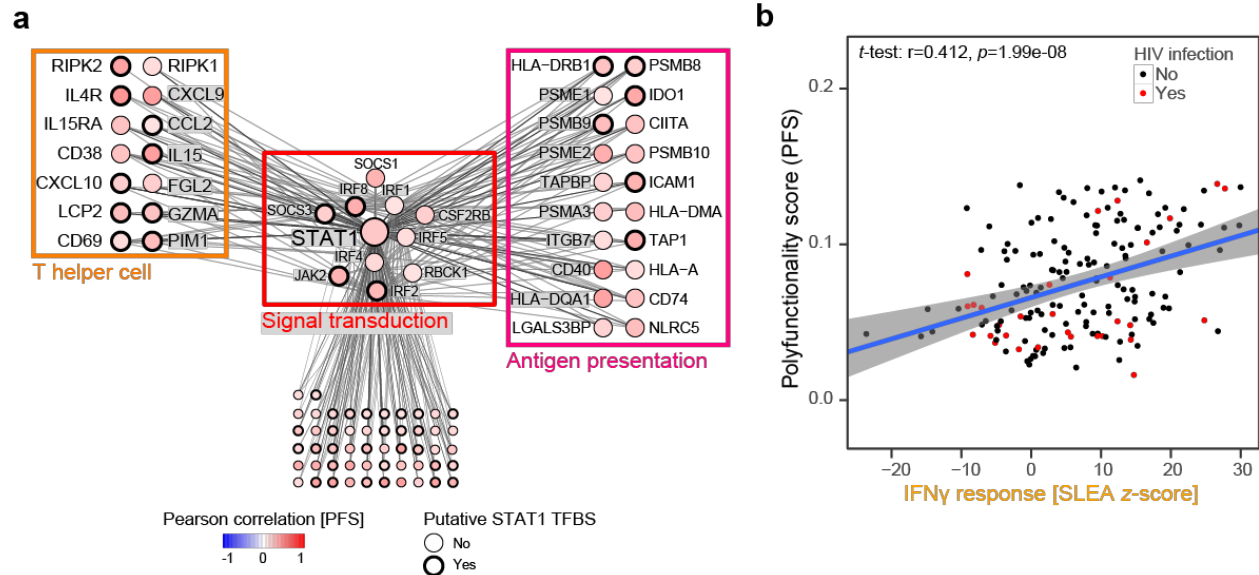 a
RIPK2 RIPK1
IL4R CXCL9
IL15RA CCL2
CD38 IL15
CXCL10 FGL2
LCP2 GZMA
CD69 PIM1
T helper cell
SOCS1
IRF8 IRF1
SOCS3 CSF2RB
STAT1 IRF5
IRF4
JAK2 RBCK1
IRF2
Signal transduction
HLA-DRB1 PSMB8
PSME1 IDO1
PSMB9 CIITA
PSME2 PSMB10
TAPBP ICAM1
PSMA3 HLA-DMA
ITGB7 TAP1
CD40 HLA-A
HLA-DQA1 CD74
LGALS3BP NLRC5
Antigen presentation
Pearson correlation [PFS]
-1 0 1
Putative STAT1 TFBS
No
Yes
b
t-test: r=0.412, p=1.99e-08
HIV infection
No
Yes
Polyfunctionality score (PFS)
0.2
0.1
0.0
−20 −10 0 10 20 30
IFNγ response [SLEA z-score]